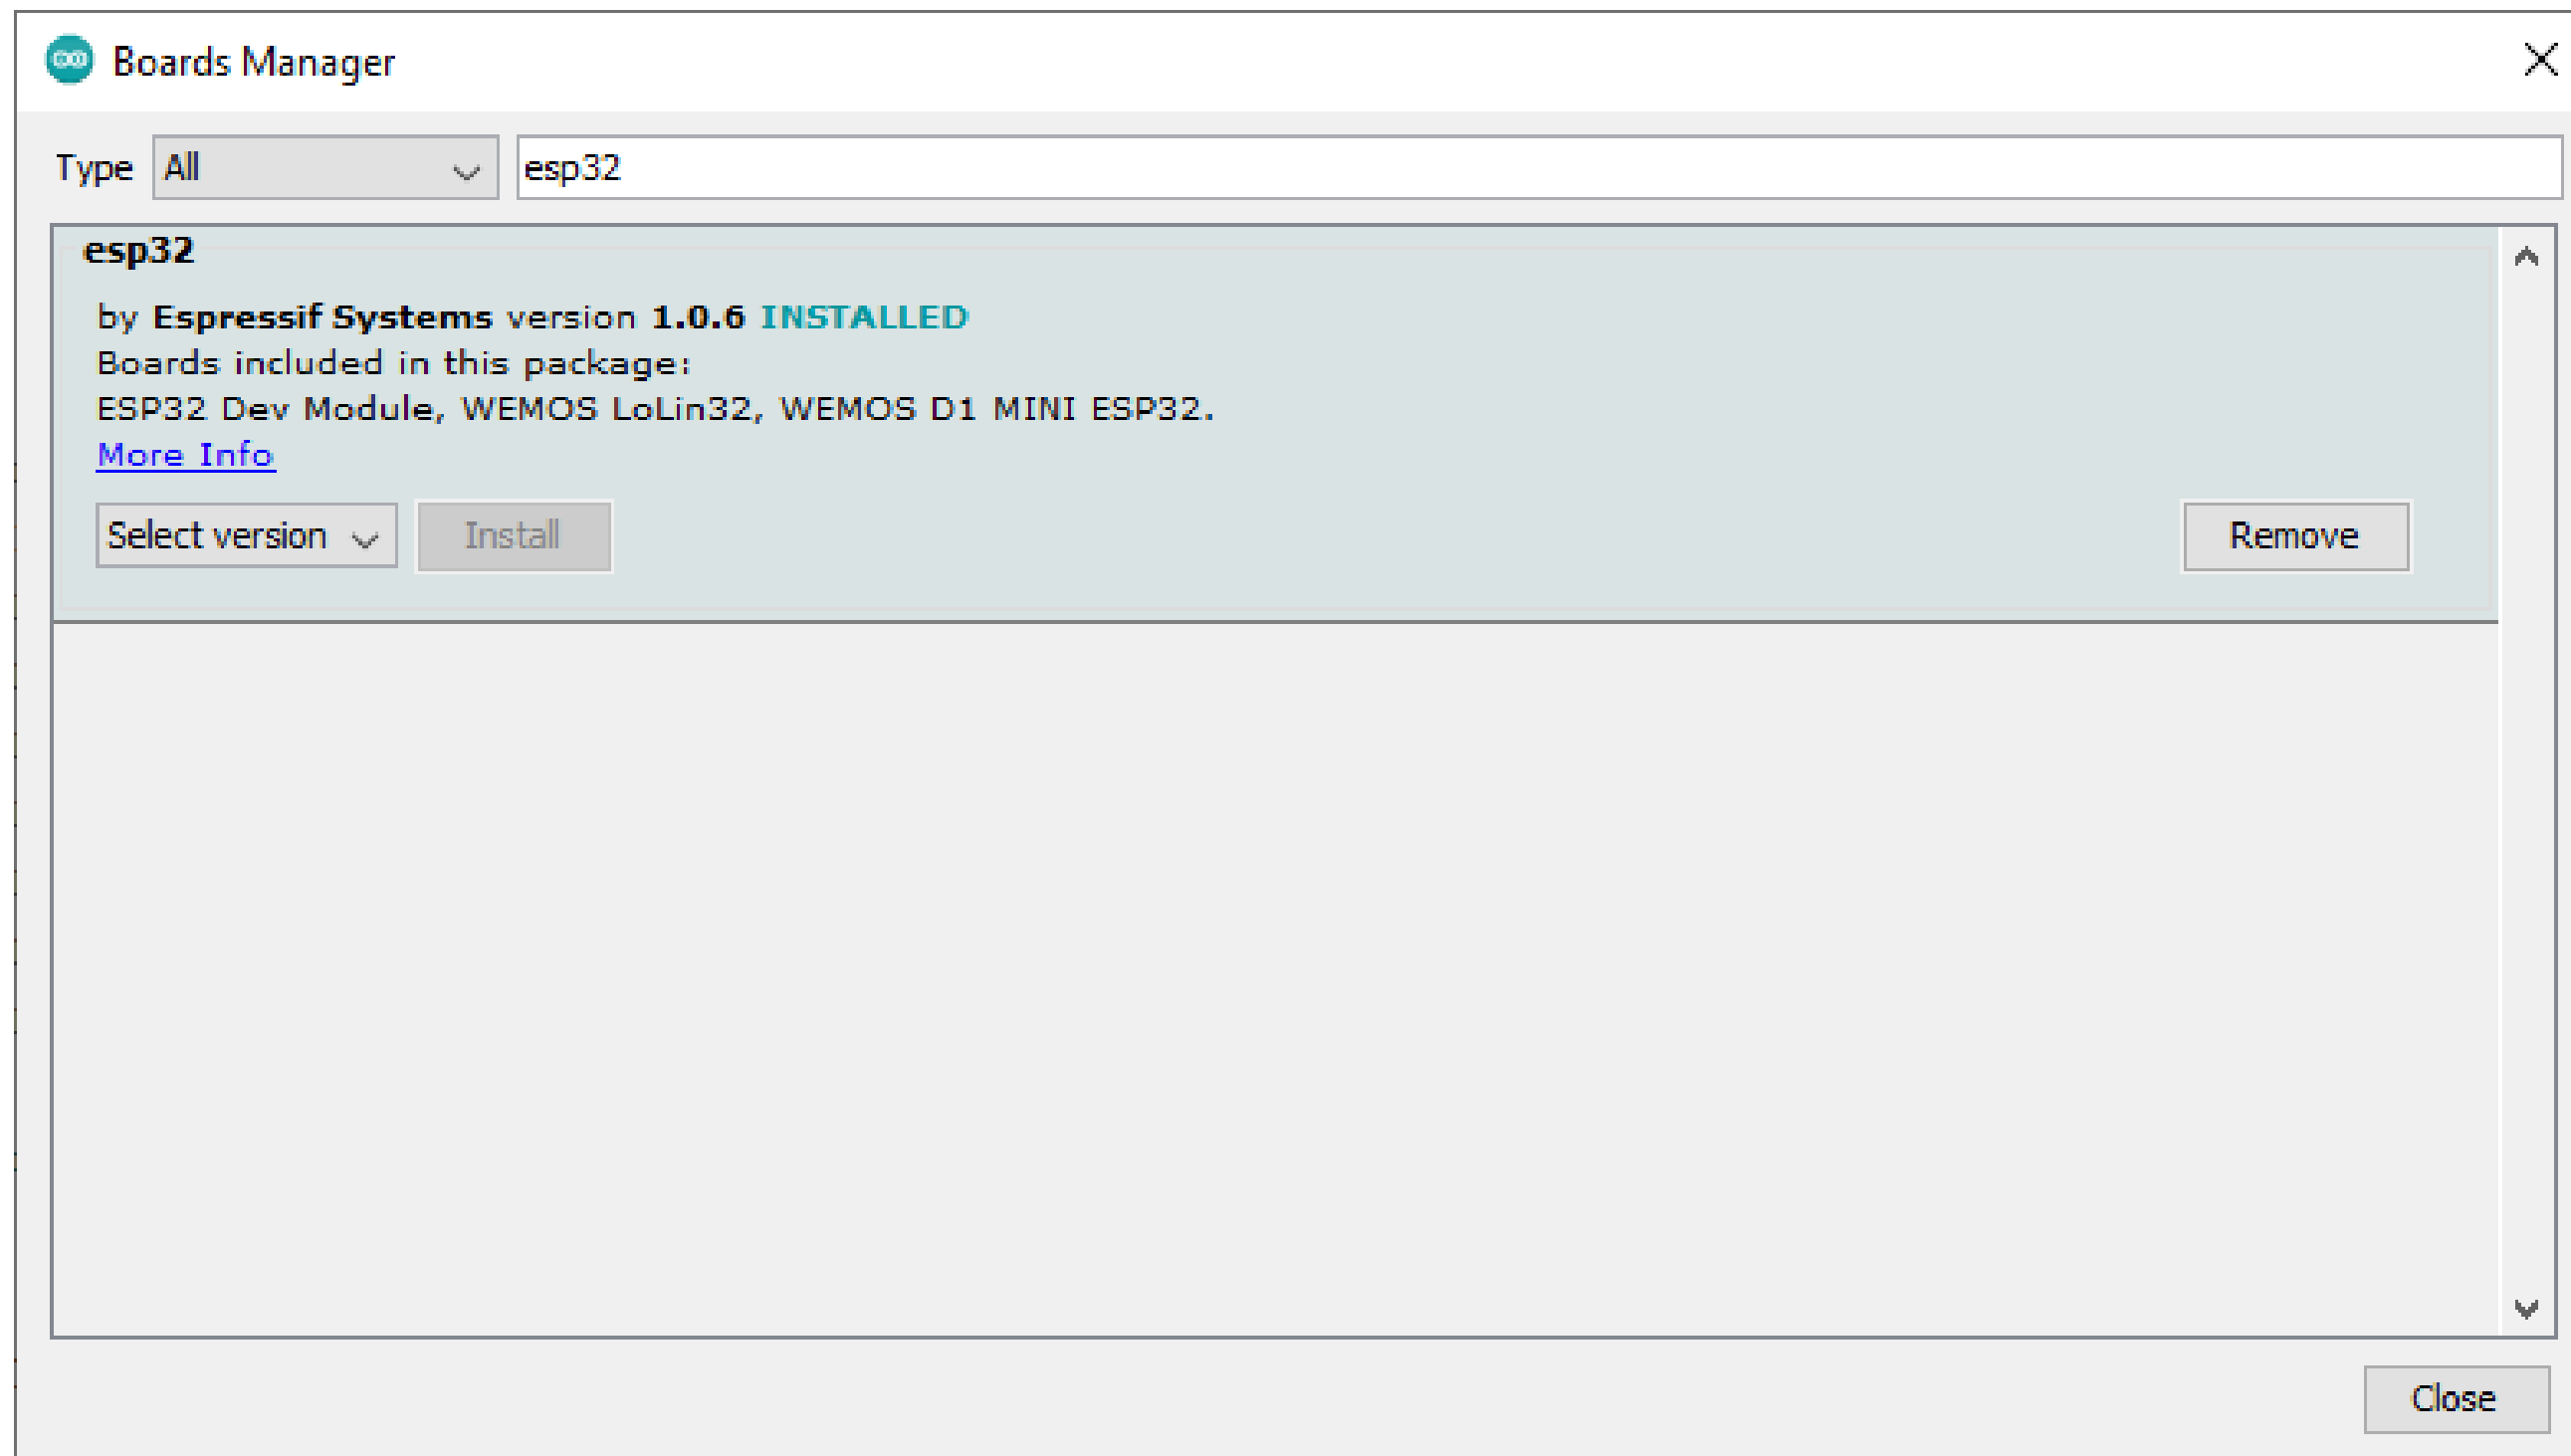 Boards Manager
Type All esp32
esp32
by Espressif Systems version 1.0.6 INSTALLED
Boards included in this package:
ESP32 Dev Module, WEMOS LoLin32, WEMOS D1 MINI ESP32.
More Info
Select version Install Remove
Close